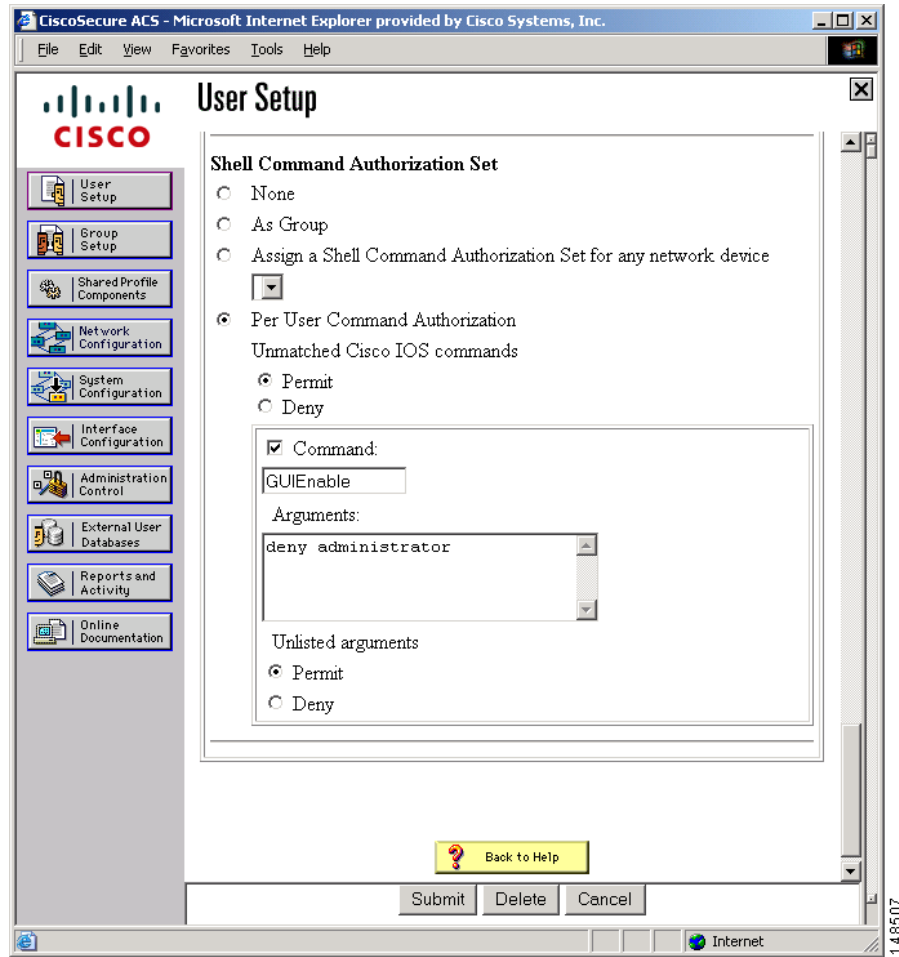 CiscoSecure ACS - Microsoft Internet Explorer provided by Cisco Systems, Inc.
File Edit View Favorites Tools Help
CISCO
User Setup
User
Setup
Group
Setup
Shared Profile
Components
Network
Configuration
System
Configuration
Interface
Configuration
Administration
Control
External User
Databases
Reports and
Activity
Online
Documentation
Shell Command Authorization Set
None
As Group
Assign a Shell Command Authorization Set for any network device
Per User Command Authorization
Unmatched Cisco IOS commands
Permit
Deny
Command:
GUIEnable
Arguments:
deny administrator
Unlisted arguments
Permit
Deny
? Back to Help
Submit Delete Cancel
Internet
148507